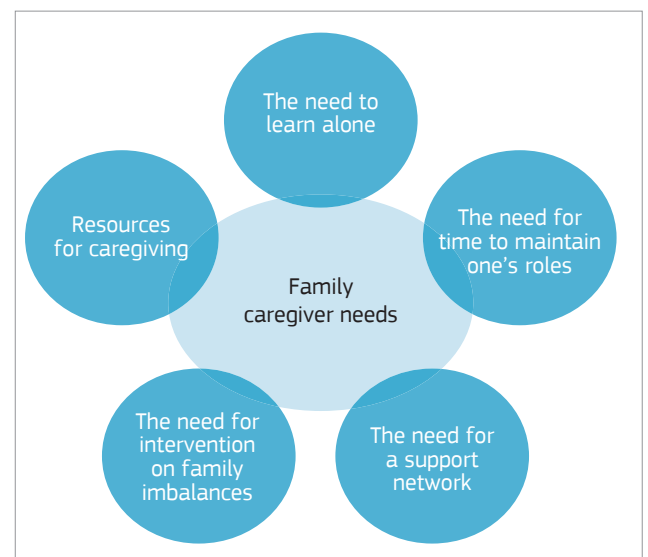 The need to
learn alone
Resources
for caregiving
The need for
time to maintain
one's roles
Family
caregiver needs
The need for
intervention
on family
imbalances
The need for
a support
network